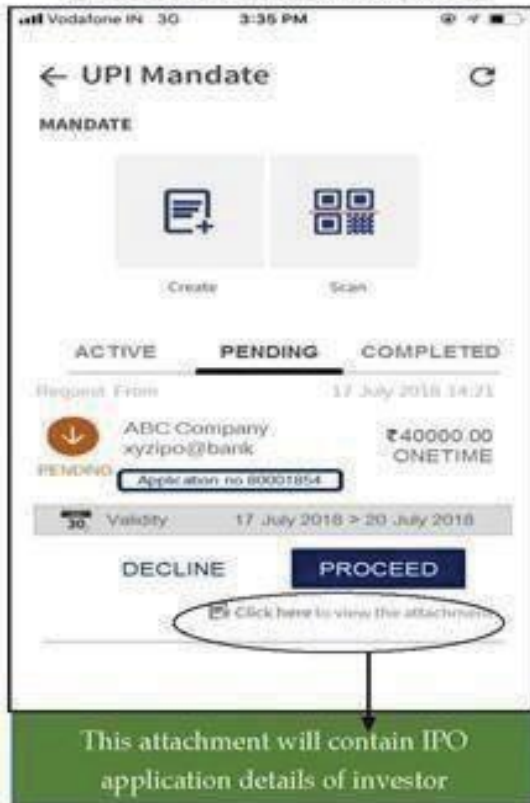 Vodafone IN 3G 3:35 PM
← UPI Mandate
MANDATE
Create Scan
ACTIVE PENDING COMPLETED
Request From 17 July 2018 14:21
ABC Company
xyzipo@bank
₹40000.00
ONETIME
PENDING
Application no 80001854
30 Validity 17 July 2018 > 20 July 2018
DECLINE PROCEED
Click here to view the attachment
This attachment will contain IPO
application details of investor